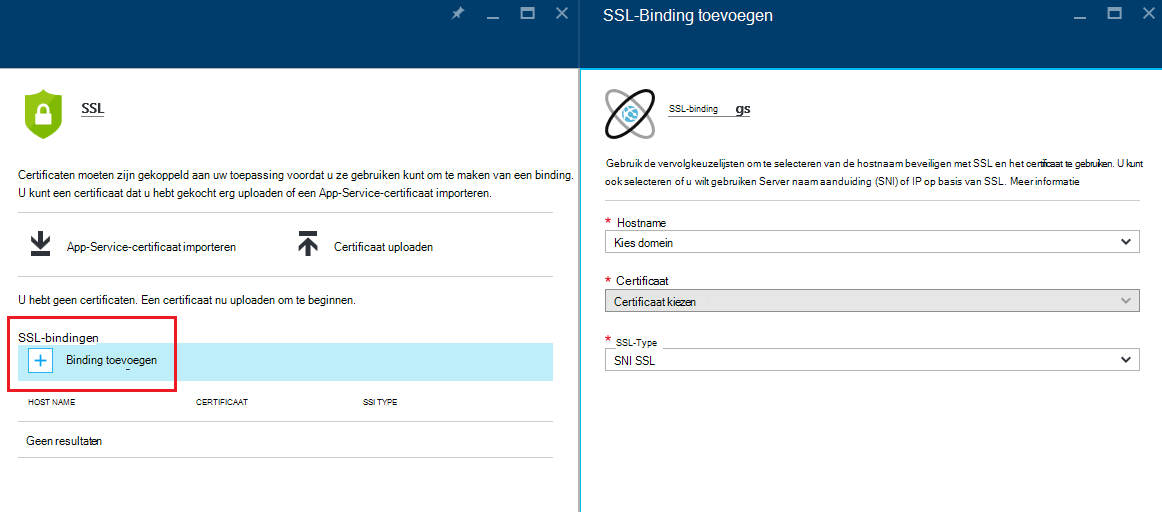 SSL
Certificaten moeten zijn gekoppeld aan uw toepassing voordat u ze gebruiken kunt om te maken van een binding.
U kunt een certificaat dat u hebt gekocht erg uploaden of een App-Service-certificaat importeren.
App-Service-certificaat importeren
Certificaat uploaden
U hebt geen certificaten. Een certificaat nu uploaden om te beginnen.
SSL-bindingen
Binding toevoegen
HOST NAME CERTIFICAAT SSI TYPE
Geen resultaten
SSL-Binding toevoegen
SSL-binding gs
Gebruik de vervolgkeuzelijsten om te selecteren van de hostnaam beveiligen met SSL en het certificaat te gebruiken. U kunt
ook selecteren of u wilt gebruiken Server naam aanduiding (SNI) of IP op basis van SSL. Meer informatie
* Hostname
Kies domein
* Certificaat
Certificaat kiezen
* SSL-Type
SNI SSL